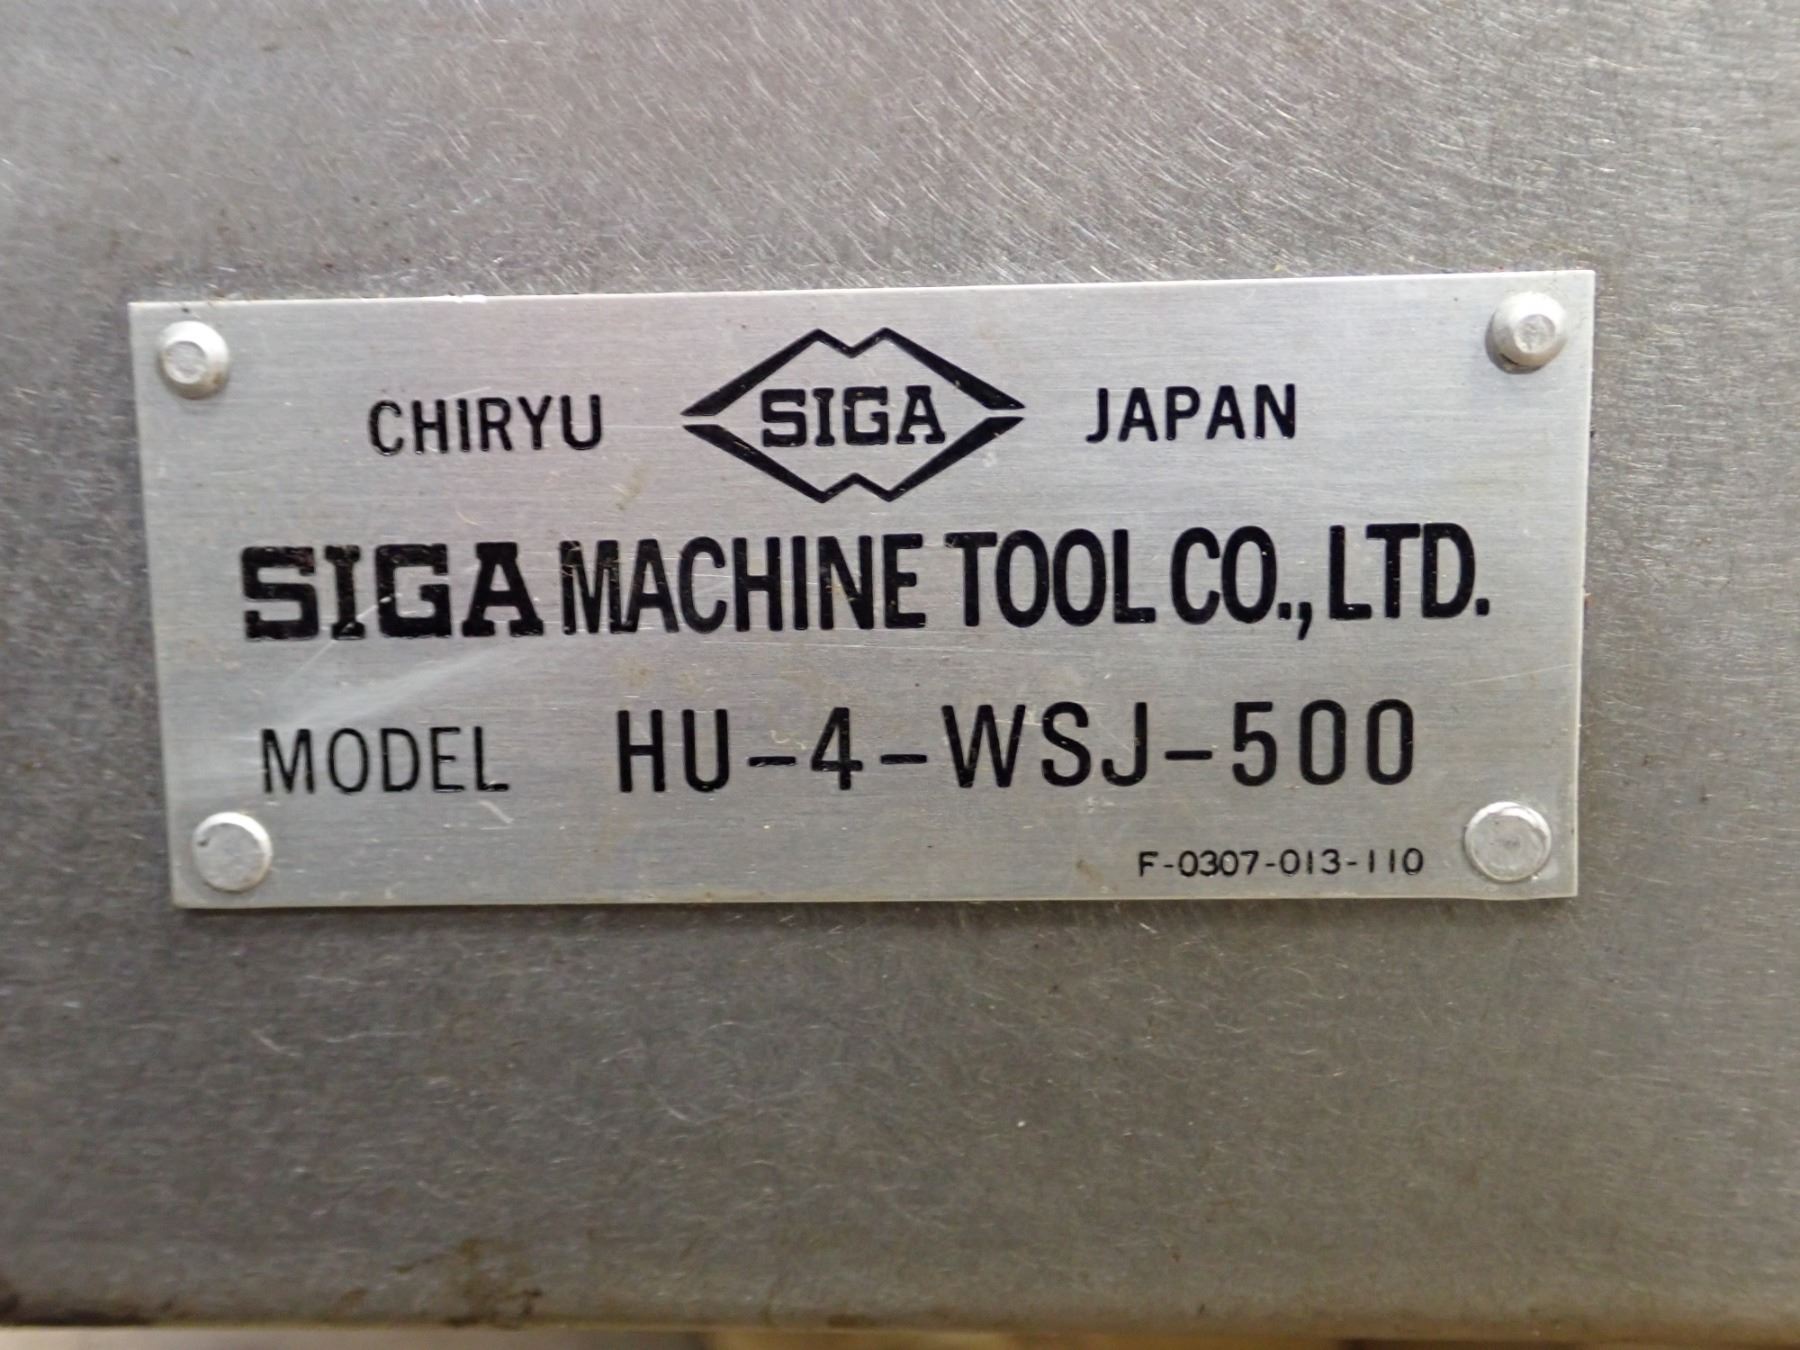 CHIRYU SIGA JAPAN
SIGA MACHINE TOOL CO., LTD.
MODEL HU-4-WSJ-500
F-0307-013-110